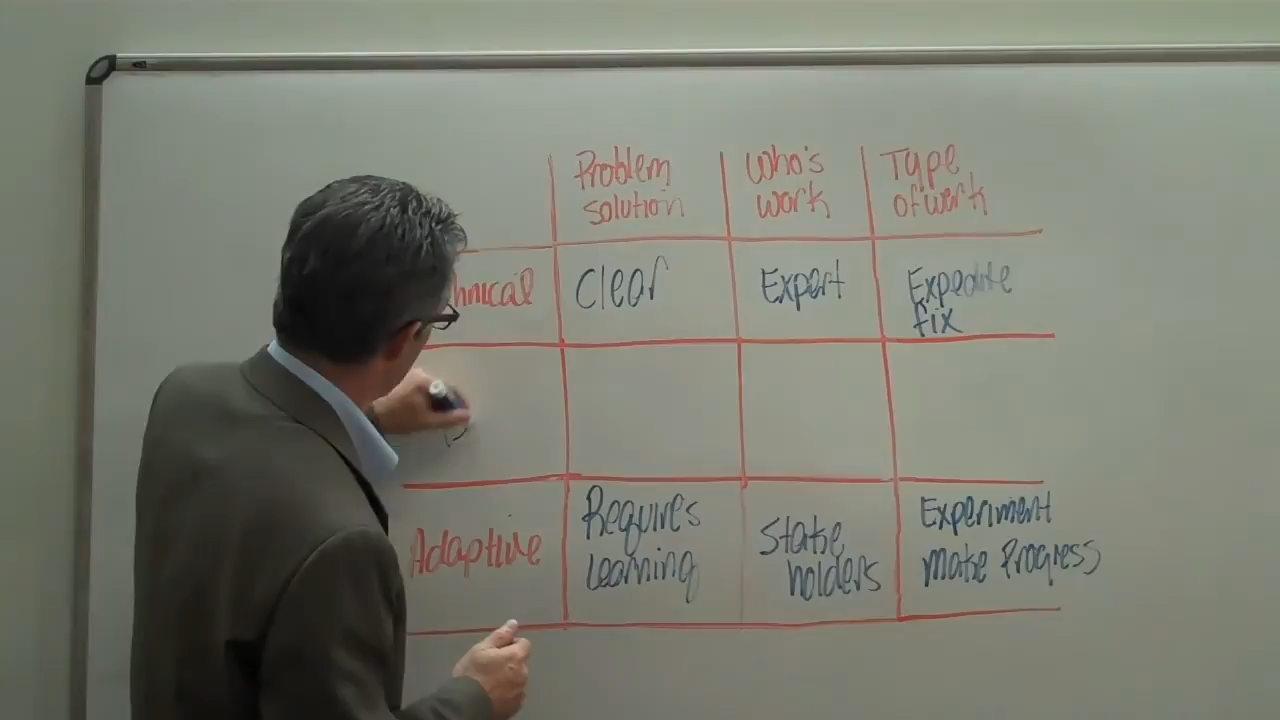 Problem
solution
Who's
work
Type
of work
hnical
Clear
Expert
Expedite
fix
Adaptive
Requires
Learning
Stake
holders
Experiment
make Progress